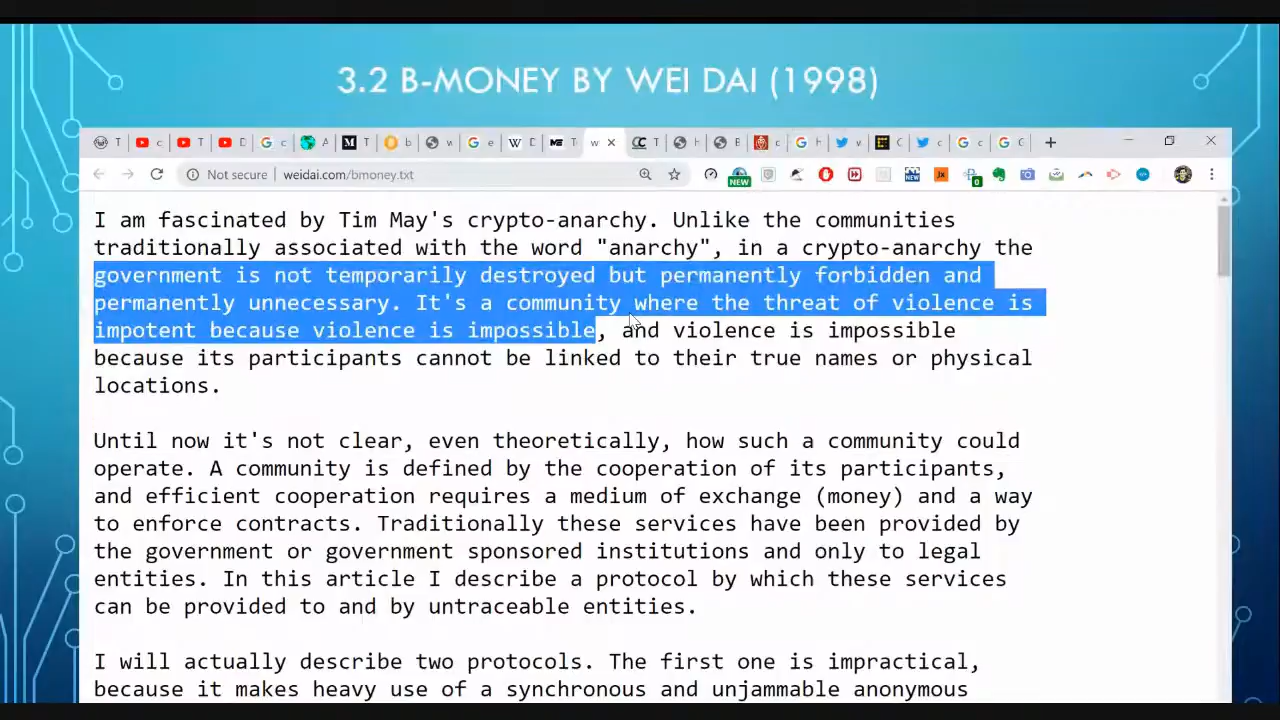 3.2 B-MONEY BY WEI DAI (1998)
Not secure | weidai.com/bmoney.txt
NEW
NEW
JK
0
I am fascinated by Tim May's crypto-anarchy. Unlike the communities
traditionally associated with the word "anarchy", in a crypto-anarchy the
government is not temporarily destroyed but permanently forbidden and
permanently unnecessary. It's a community where the threat of violence is
impotent because violence is impossible, and violence is impossible
because its participants cannot be linked to their true names or physical
locations.
Until now it's not clear, even theoretically, how such a community could
operate. A community is defined by the cooperation of its participants,
and efficient cooperation requires a medium of exchange (money) and a way
to enforce contracts. Traditionally these services have been provided by
the government or government sponsored institutions and only to legal
entities. In this article I describe a protocol by which these services
can be provided to and by untraceable entities.
I will actually describe two protocols. The first one is impractical,
because it makes heavy use of a synchronous and unjammable anonymous